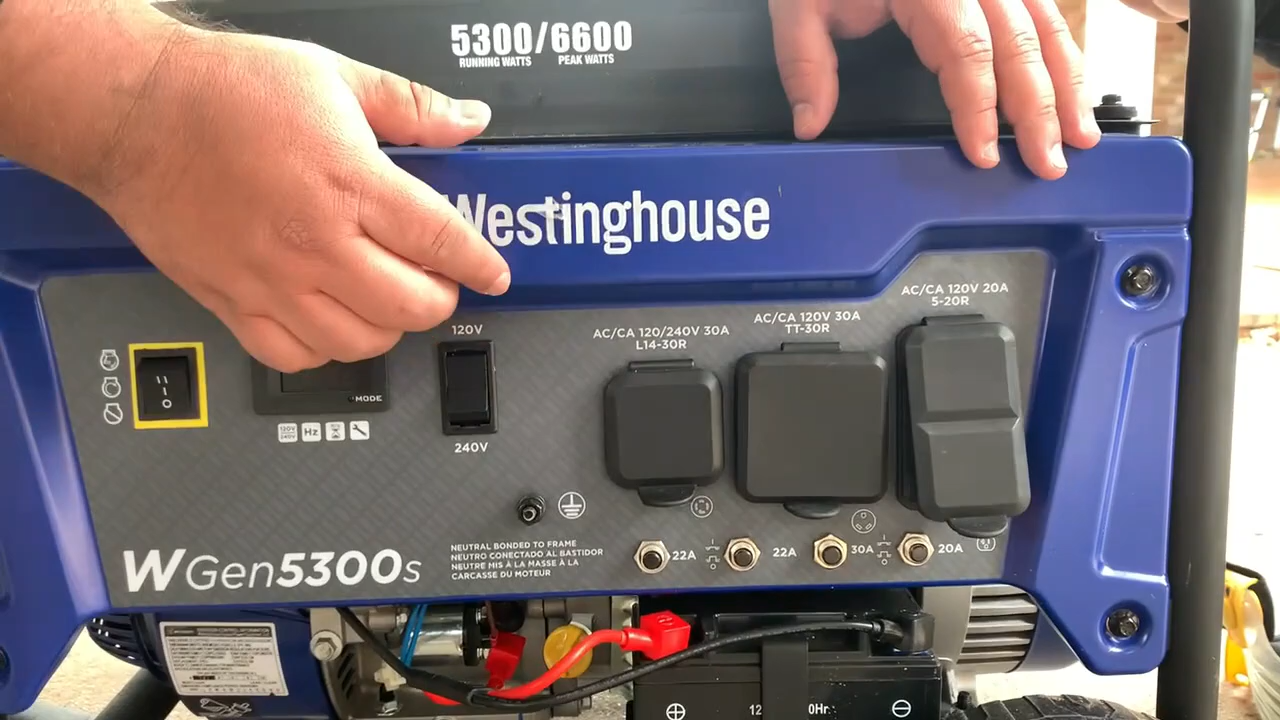 5300/6600
RUNNING WATTS PEAK WATTS
Westinghouse
AC/CA 120V 20A
5-20R
AC/CA 120V 30A
TT-30R
AC/CA 120/240V 30A
L14-30R
120V
MODE
120V
240V
Hz
240V
II
I
O
WGen5300s
NEUTRAL BONDED TO FRAME
NEUTRO CONECTADO AL BASTIDOR
NEUTRE MIS À LA MASSE À LA
CARCASSE DU MOTEUR
22A
22A
30A
20A